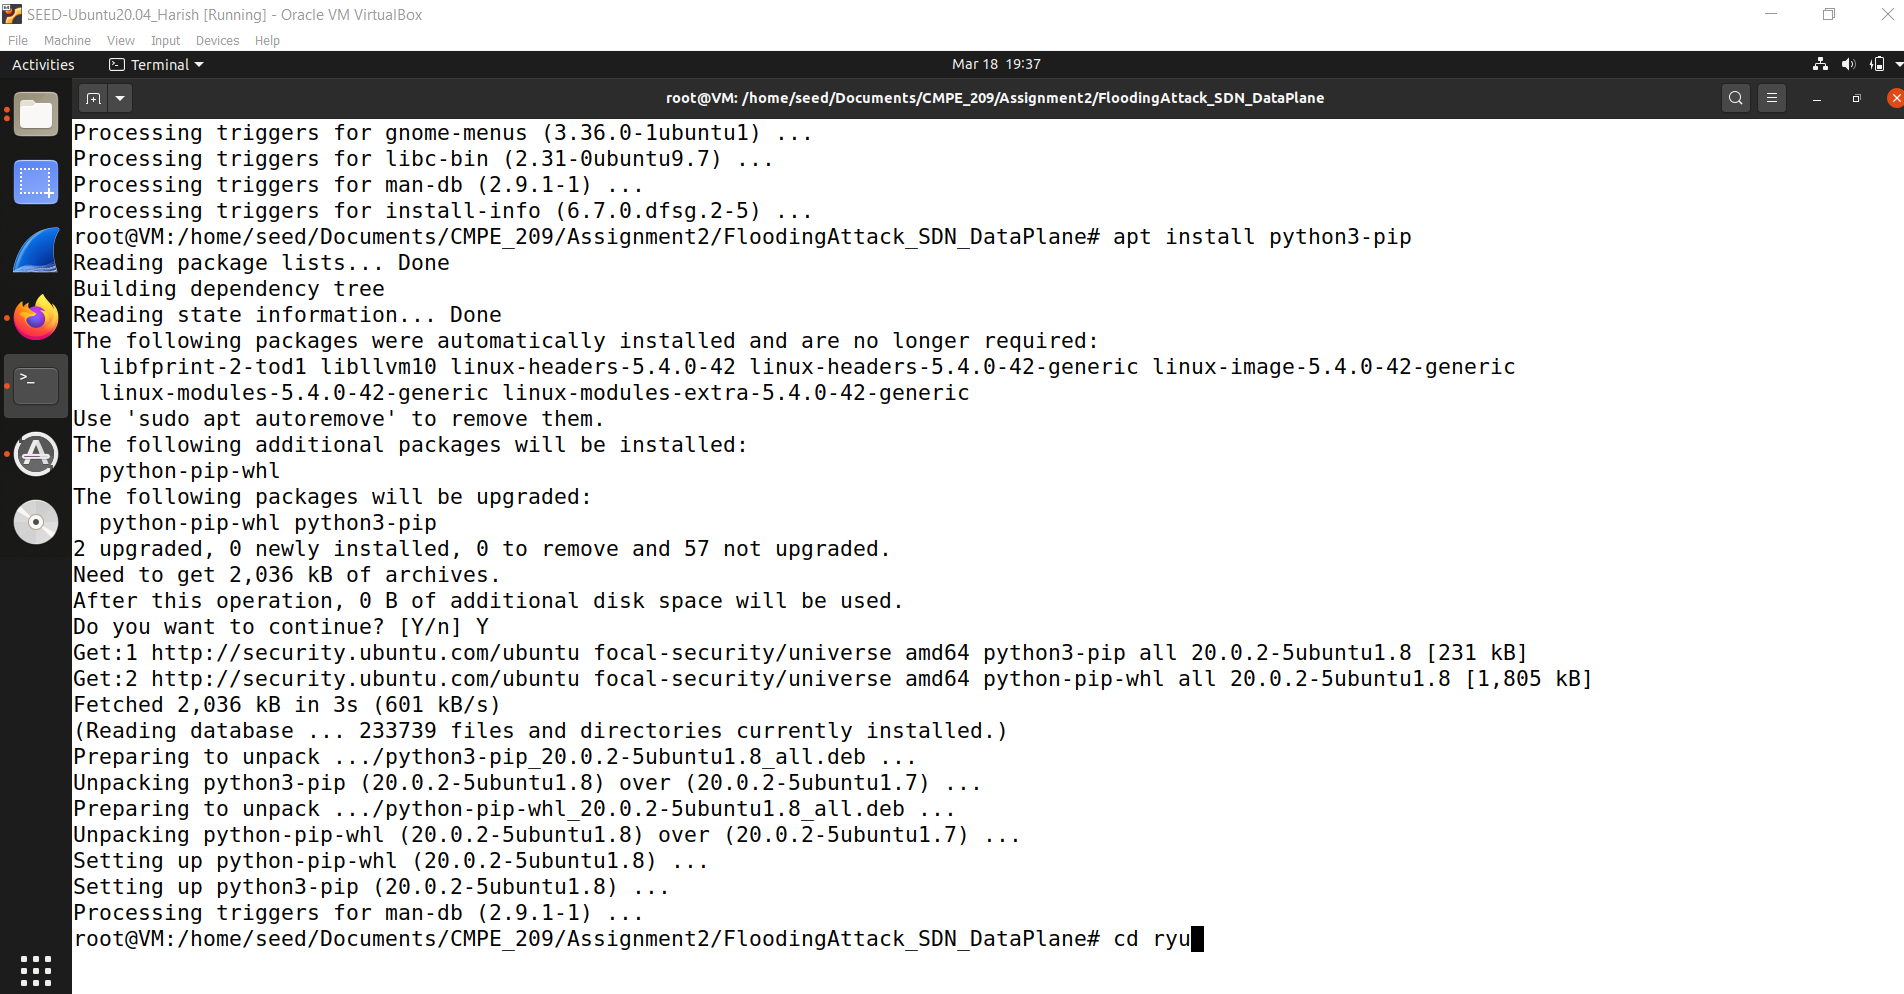 SEED-Ubuntu20.04_Harish [Running] - Oracle VM VirtualBox
File Machine View Input Devices Help
Activities Terminal Mar 18 19:37
root@VM: /home/seed/Documents/CMPE_209/Assignment2/FloodingAttack_SDN_DataPlane
Processing triggers for gnome-menus (3.36.0-1ubuntu1) ...
Processing triggers for libc-bin (2.31-0ubuntu9.7) ...
Processing triggers for man-db (2.9.1-1) ...
Processing triggers for install-info (6.7.0.dfsg.2-5) ...
root@VM:/home/seed/Documents/CMPE_209/Assignment2/FloodingAttack_SDN_DataPlane# apt install python3-pip
Reading package lists... Done
Building dependency tree
Reading state information... Done
The following packages were automatically installed and are no longer required:
  libfprint-2-tod1 libllvm10 linux-headers-5.4.0-42 linux-headers-5.4.0-42-generic linux-image-5.4.0-42-generic
  linux-modules-5.4.0-42-generic linux-modules-extra-5.4.0-42-generic
Use 'sudo apt autoremove' to remove them.
The following additional packages will be installed:
  python-pip-whl
The following packages will be upgraded:
  python-pip-whl python3-pip
2 upgraded, 0 newly installed, 0 to remove and 57 not upgraded.
Need to get 2,036 kB of archives.
After this operation, 0 B of additional disk space will be used.
Do you want to continue? [Y/n] Y
Get:1 http://security.ubuntu.com/ubuntu focal-security/universe amd64 python3-pip all 20.0.2-5ubuntu1.8 [231 kB]
Get:2 http://security.ubuntu.com/ubuntu focal-security/universe amd64 python-pip-whl all 20.0.2-5ubuntu1.8 [1,805 kB]
Fetched 2,036 kB in 3s (601 kB/s)
(Reading database ... 233739 files and directories currently installed.)
Preparing to unpack .../python3-pip_20.0.2-5ubuntu1.8_all.deb ...
Unpacking python3-pip (20.0.2-5ubuntu1.8) over (20.0.2-5ubuntu1.7) ...
Preparing to unpack .../python-pip-whl_20.0.2-5ubuntu1.8_all.deb ...
Unpacking python-pip-whl (20.0.2-5ubuntu1.8) over (20.0.2-5ubuntu1.7) ...
Setting up python-pip-whl (20.0.2-5ubuntu1.8) ...
Setting up python3-pip (20.0.2-5ubuntu1.8) ...
Processing triggers for man-db (2.9.1-1) ...
root@VM:/home/seed/Documents/CMPE_209/Assignment2/FloodingAttack_SDN_DataPlane# cd ryu